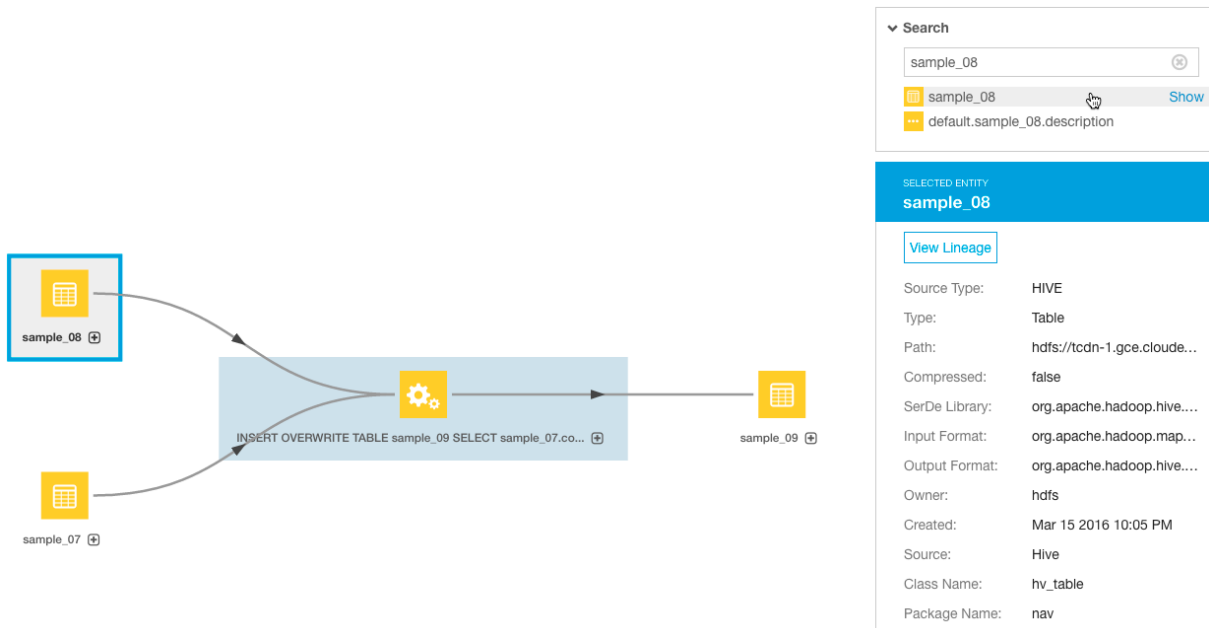 Search
sample_08
sample_08 Show
default.sample_08.description
SELECTED ENTITY
sample_08
View Lineage
Source Type: HIVE
Type: Table
Path: hdfs://tcdn-1.gce.cloude...
Compressed: false
SerDe Library: org.apache.hadoop.hive....
Input Format: org.apache.hadoop.map...
Output Format: org.apache.hadoop.hive....
Owner: hdfs
Created: Mar 15 2016 10:05 PM
Source: Hive
Class Name: hv_table
Package Name: nav
sample_08
INSERT OVERWRITE TABLE sample_09 SELECT sample_07.co...
sample_09
sample_07